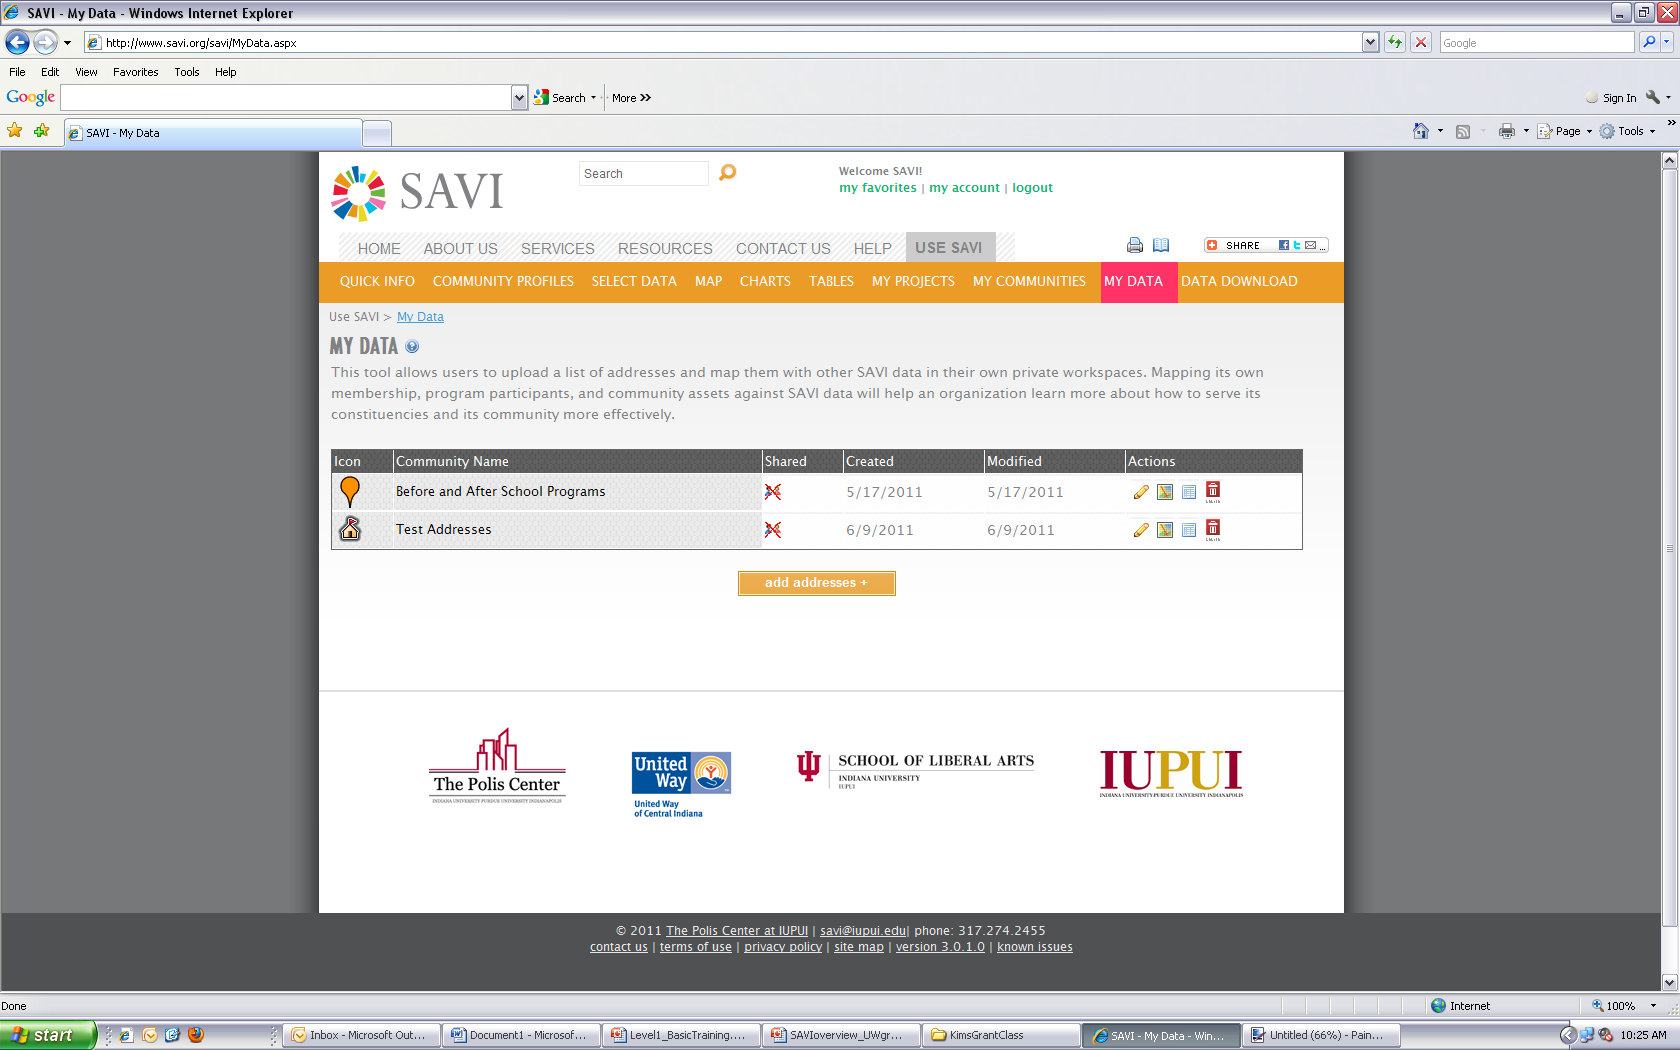 SAVI - My Data - Windows Internet Explorer
http://www.savi.org/savi/MyData.aspx
Google
File Edit View Favorites Tools Help
Google Search More >> Sign In
SAVI - My Data
Page Tools
SAVI
Search
Welcome SAVI!
my favorites | my account | logout
HOME ABOUT US SERVICES RESOURCES CONTACT US HELP USE SAVI
SHARE
QUICK INFO COMMUNITY PROFILES SELECT DATA MAP CHARTS TABLES MY PROJECTS MY COMMUNITIES MY DATA DATA DOWNLOAD
Use SAVI > My Data
MY DATA
This tool allows users to upload a list of addresses and map them with other SAVI data in their own private workspaces. Mapping its own
membership, program participants, and community assets against SAVI data will help an organization learn more about how to serve its
constituencies and its community more effectively.
Icon Community Name Shared Created Modified Actions
Before and After School Programs 5/17/2011 5/17/2011
Test Addresses 6/9/2011 6/9/2011
add addresses +
The Polis Center
INDIANA UNIVERSITY PURDUE UNIVERSITY INDIANAPOLIS
United Way
United Way
of Central Indiana
SCHOOL OF LIBERAL ARTS
INDIANA UNIVERSITY
IUPUI
IUPUI
INDIANA UNIVERSITY-PURDUE UNIVERSITY INDIANAPOLIS
© 2011 The Polis Center at IUPUI | savi@iupui.edu| phone: 317.274.2455
contact us | terms of use | privacy policy | site map | version 3.0.1.0 | known issues
Done Internet 100%
start Inbox - Microsoft Out... Document1 - Microsof... Level1_BasicTraining.... SAVIoverview_UWgr... KimsGrantClass SAVI - My Data - Win... Untitled (66%) - Pain... 10:25 AM